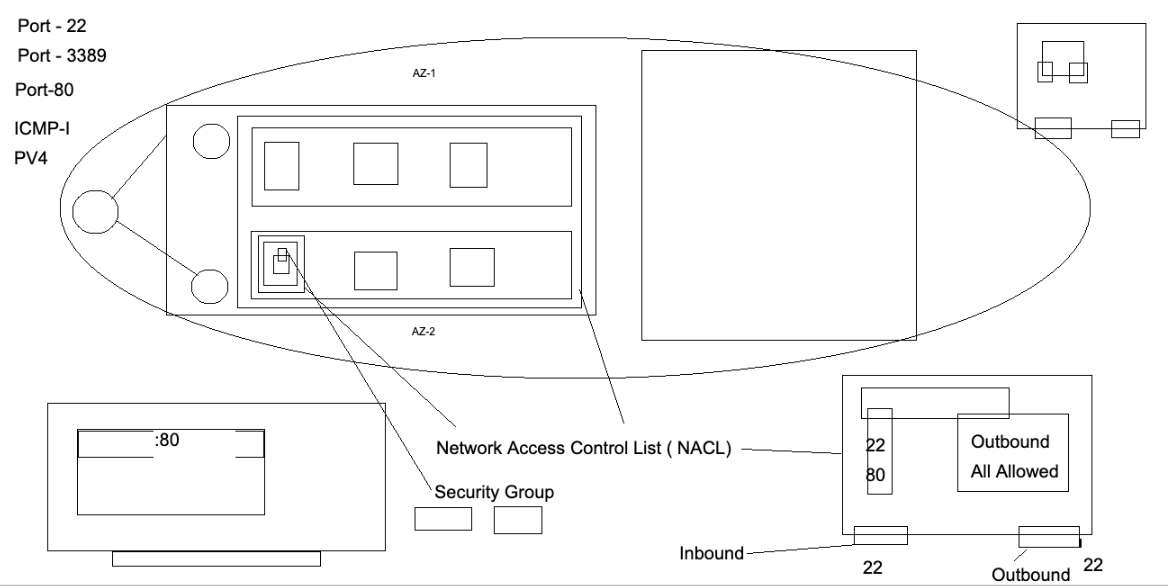 Port - 22
Port - 3389
Port-80
ICMP-I
PV4
AZ-1
AZ-2
:80
Network Access Control List ( NACL)
Security Group
22
80
Outbound
All Allowed
Inbound
22
Outbound
22